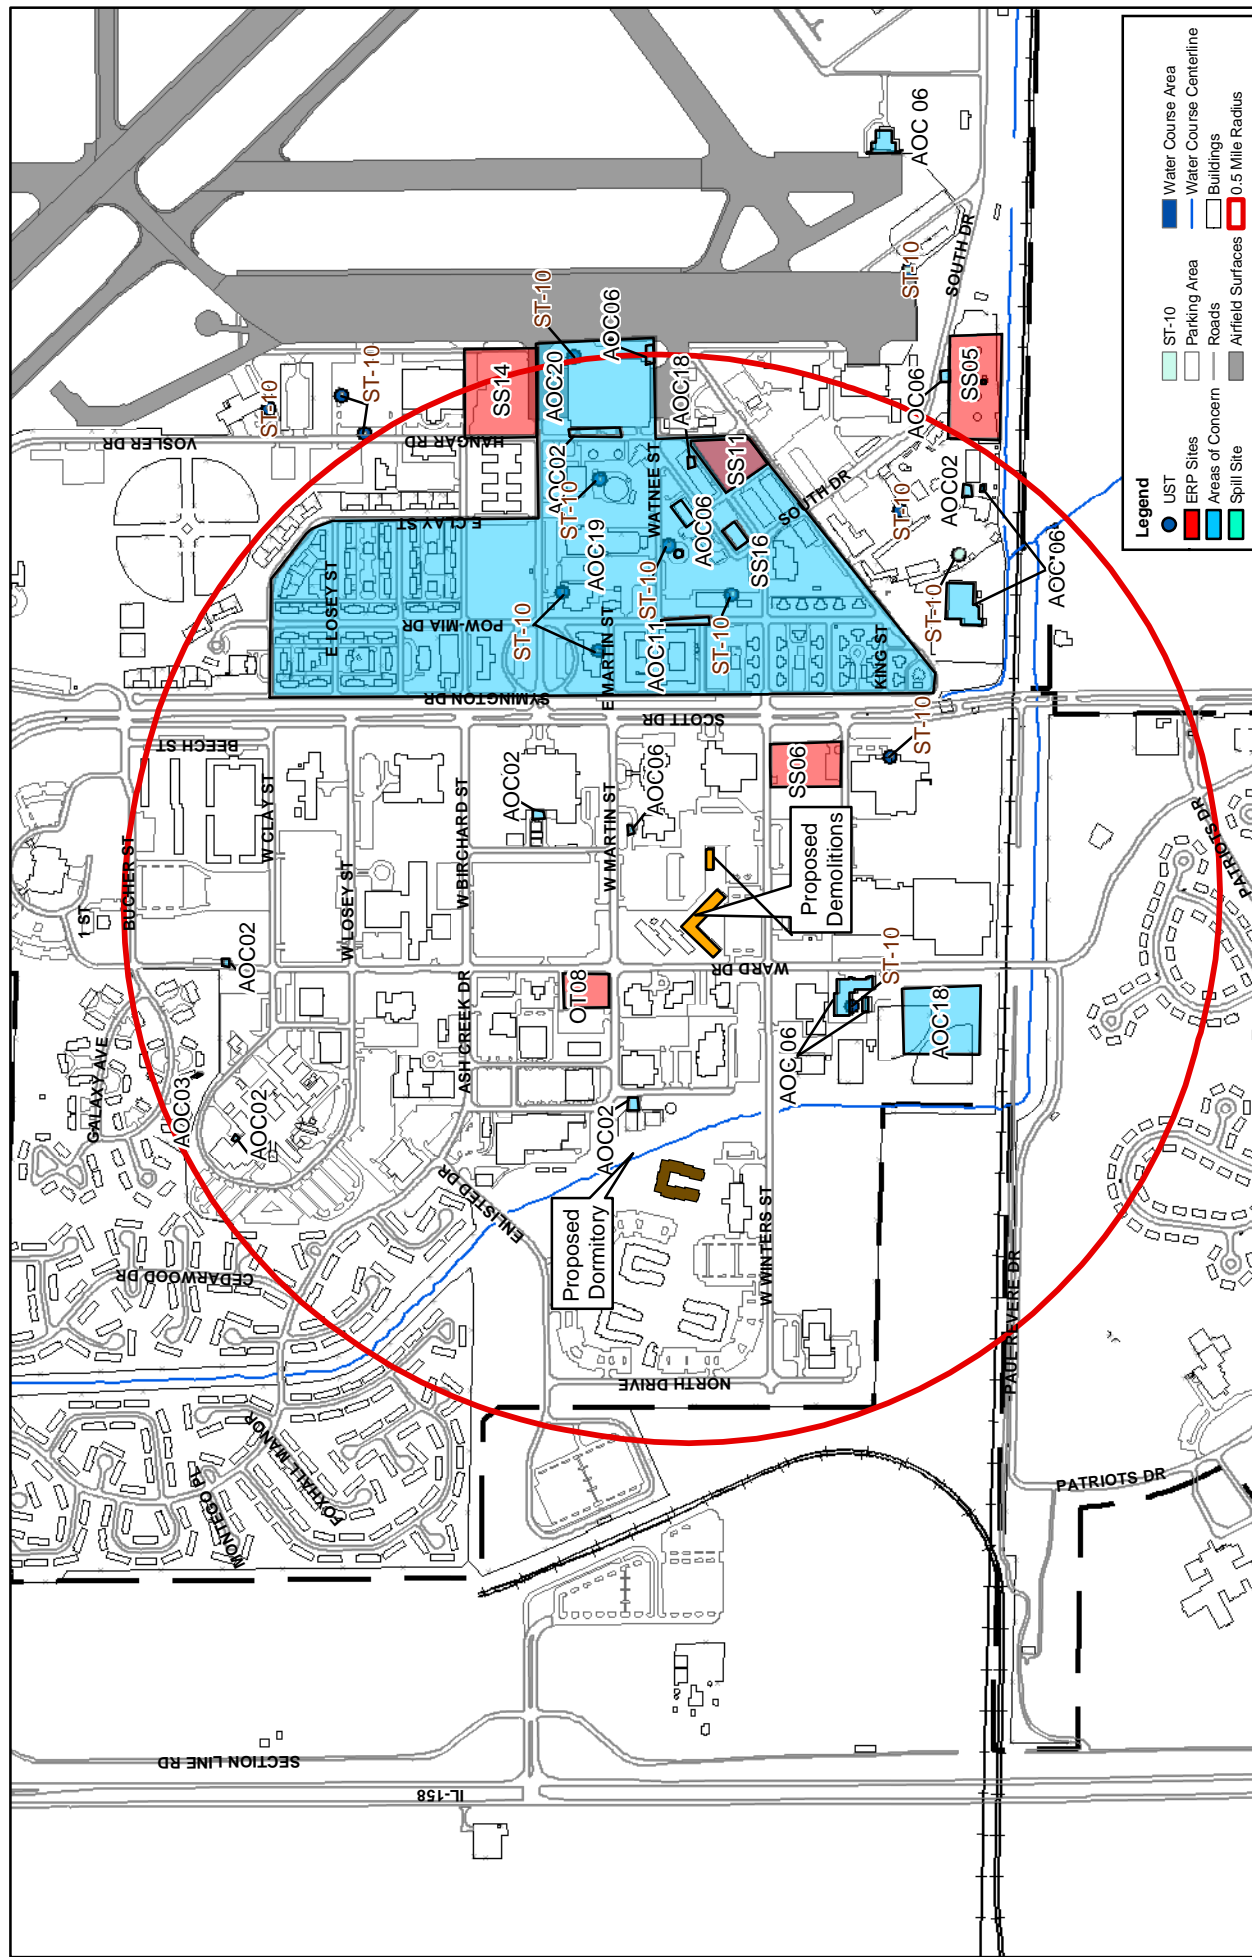 SECTION LINE RD
IL-158
MONTEGO PL
FOXHALL MANOR
CEDARWOOD DR
GALAXY AVE
AOC03
AOC02
AOC02
1 ST
BUCHER ST
BEECH ST
W CLAY ST
W LOSEY ST
W BIRCHARD ST
ASH CREEK DR
ENLISTED DR
NORTH DRIVE
Proposed
Dormitory
AOC02
OT08
W MARTIN ST
AOC02
AOC06
WARD DR
Proposed
Demolitions
SS06
W WINTERS ST
AOC 06
ST-10
AOC18
ST-10
SCOTT DR
SYMINGTON DR
POW-MIA DR
E LOSEY ST
E CLAY ST
VOSLER DR
HANGAR RD
ST-10
ST-10
SS14
AOC20
ST-10
AOC06
AOC02
ST-10
AOC19
WATNEE ST
AOC18
SS11
AOC06
SS16
ST-10
ST-10
E MARTIN ST
AOC11
ST-10
KING ST
SOUTH DR
ST-10
ST-10
AOC02
AOC 06
AOC06
SS05
SOUTH DR
ST-10
AOC 06
PAUL REVERE DR
PATRIOTS DR
PATRIOTS DR
PATRIOTS DR
Legend
UST
ERP Sites
Areas of Concern
Spill Site
ST-10
Parking Area
Roads
Airfield Surfaces
Water Course Area
Water Course Centerline
Buildings
0.5 Mile Radius